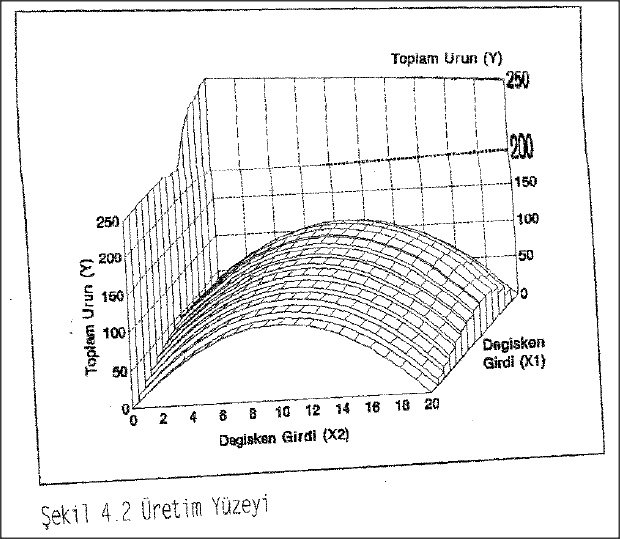 Toplam Urun (Y)
250
200
150
100
50
0
250
200
150
100
50
0
Toplam Urun (Y)
0 2 4 6 8 10 12 14 16 18 20
Degisken Girdi (X2)
Degisken
Girdi (X1)
Şekil 4.2 Üretim Yüzeyi